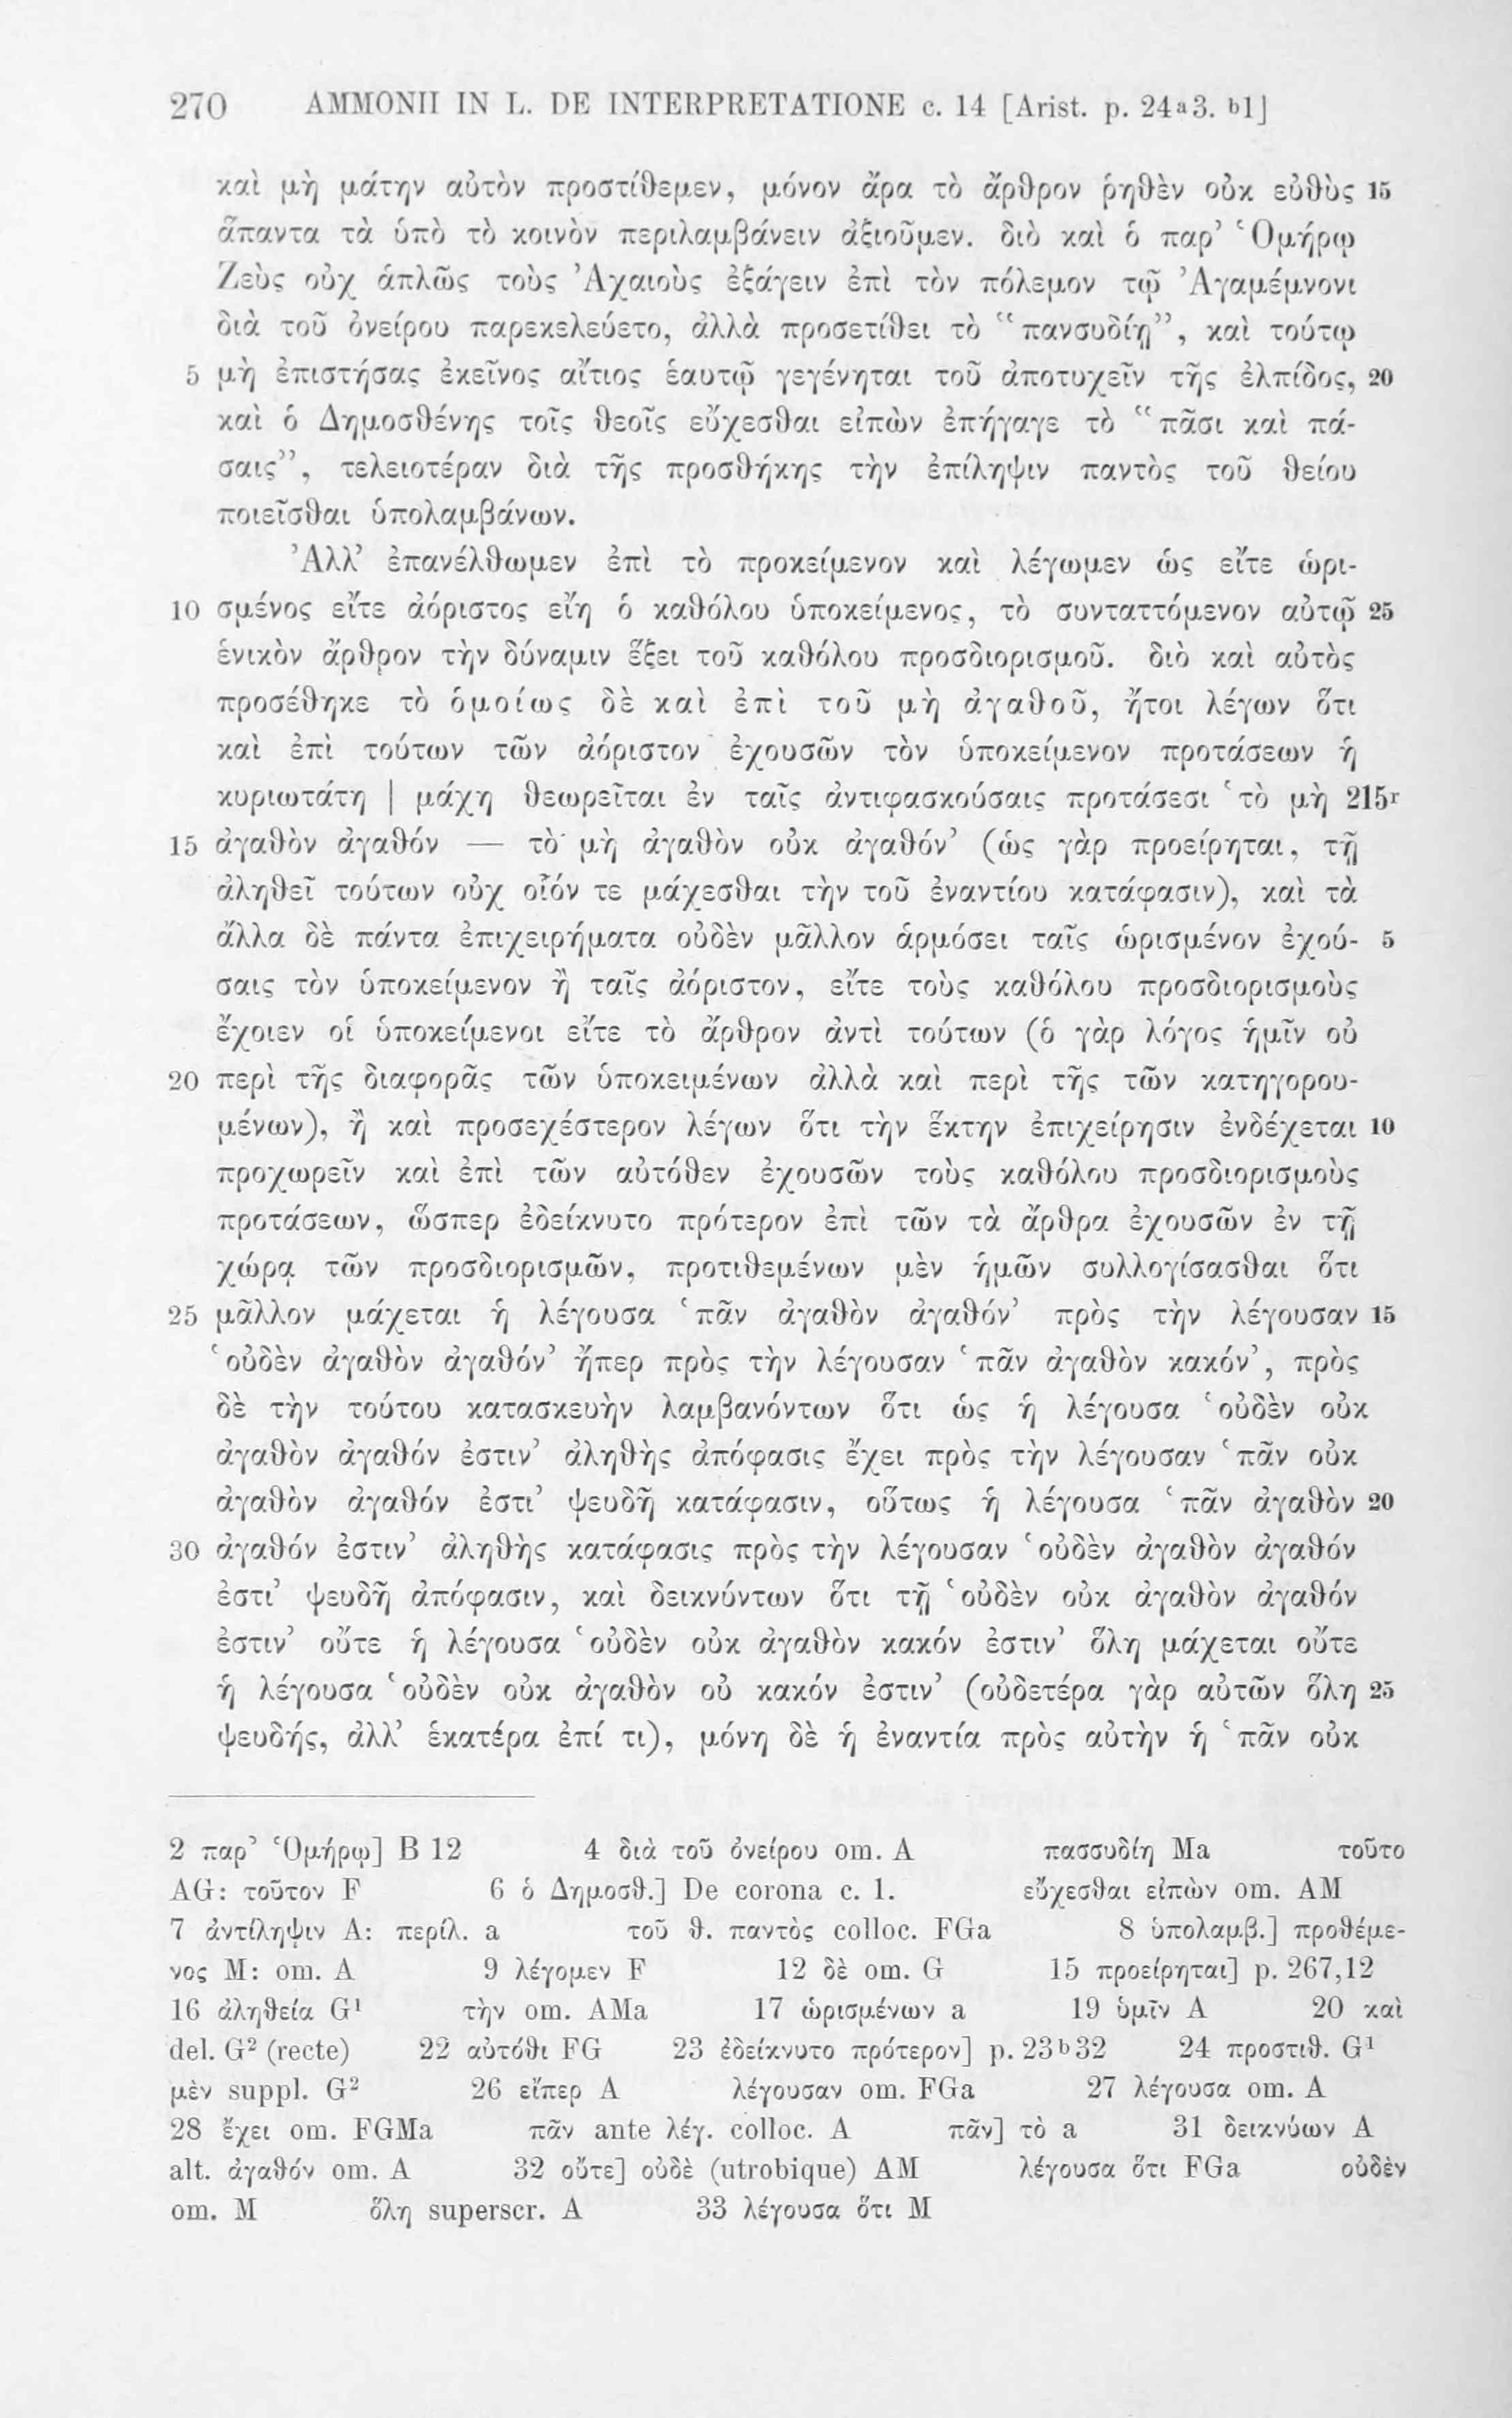 270 AMMONII IN L. DE INTERPRETATIONE c. 14 [Arist. p. 24ª3. ᵇ1]
καὶ μὴ μάτην αὐτὸν προστίθεμεν, μόνον ἄρα τὸ ἄρθρον ῥηθὲν οὐκ εὐθὺς 15
ἅπαντα τὰ ὑπὸ τὸ κοινὸν περιλαμβάνειν ἀξιοῦμεν. διὸ καὶ ὁ παρ’ Ὁμήρῳ
Ζεὺς οὐχ ἁπλῶς τοὺς Ἀχαιοὺς ἐξάγειν ἐπὶ τὸν πόλεμον τῷ Ἀγαμέμνονι
διὰ τοῦ ὀνείρου παρεκελεύετο, ἀλλὰ προσετίθει τὸ “πανσυδίῃ”, καὶ τούτῳ
5 μὴ ἐπιστήσας ἐκεῖνος αἴτιος ἑαυτῷ γεγένηται τοῦ ἀποτυχεῖν τῆς ἐλπίδος, 20
καὶ ὁ Δημοσθένης τοῖς θεοῖς εὔχεσθαι εἰπὼν ἐπήγαγε τὸ “πᾶσι καὶ πά-
σαις”, τελειοτέραν διὰ τῆς προσθήκης τὴν ἐπίληψιν παντὸς τοῦ θείου
ποιεῖσθαι ὑπολαμβάνων.
Ἀλλ’ ἐπανέλθωμεν ἐπὶ τὸ προκείμενον καὶ λέγωμεν ὡς εἴτε ὡρι-
10 σμένος εἴτε ἀόριστος εἴη ὁ καθόλου ὑποκείμενος, τὸ συνταττόμενον αὐτῷ 25
ἑνικὸν ἄρθρον τὴν δύναμιν ἕξει τοῦ καθόλου προσδιορισμοῦ. διὸ καὶ αὐτὸς
προσέθηκε τὸ ὁμοίως δὲ καὶ ἐπὶ τοῦ μὴ ἀγαθοῦ, ἤτοι λέγων ὅτι
καὶ ἐπὶ τούτων τῶν ἀόριστον ἐχουσῶν τὸν ὑποκείμενον προτάσεων ἡ
κυριωτάτη | μάχη θεωρεῖται ἐν ταῖς ἀντιφασκούσαις προτάσεσι ‘τὸ μὴ 215ʳ
15 ἀγαθὸν ἀγαθόν — τὸ μὴ ἀγαθὸν οὐκ ἀγαθόν’ (ὡς γὰρ προείρηται, τῇ
ἀληθεῖ τούτων οὐχ οἷόν τε μάχεσθαι τὴν τοῦ ἐναντίου κατάφασιν), καὶ τὰ
ἄλλα δὲ πάντα ἐπιχειρήματα οὐδὲν μᾶλλον ἁρμόσει ταῖς ὡρισμένον ἐχού- 5
σαις τὸν ὑποκείμενον ἢ ταῖς ἀόριστον, εἴτε τοὺς καθόλου προσδιορισμοὺς
ἔχοιεν οἱ ὑποκείμενοι εἴτε τὸ ἄρθρον ἀντὶ τούτων (ὁ γὰρ λόγος ἡμῖν οὐ
20 περὶ τῆς διαφορᾶς τῶν ὑποκειμένων ἀλλὰ καὶ περὶ τῆς τῶν κατηγορου-
μένων), ἢ καὶ προσεχέστερον λέγων ὅτι τὴν ἕκτην ἐπιχείρησιν ἐνδέχεται 10
προχωρεῖν καὶ ἐπὶ τῶν αὐτόθεν ἐχουσῶν τοὺς καθόλου προσδιορισμοὺς
προτάσεων, ὥσπερ ἐδείκνυτο πρότερον ἐπὶ τῶν τὰ ἄρθρα ἐχουσῶν ἐν τῇ
χώρᾳ τῶν προσδιορισμῶν, προτιθεμένων μὲν ἡμῶν συλλογίσασθαι ὅτι
25 μᾶλλον μάχεται ἡ λέγουσα ‘πᾶν ἀγαθὸν ἀγαθόν’ πρὸς τὴν λέγουσαν 15
‘οὐδὲν ἀγαθὸν ἀγαθόν’ ἤπερ πρὸς τὴν λέγουσαν ‘πᾶν ἀγαθὸν κακόν’, πρὸς
δὲ τὴν τούτου κατασκευὴν λαμβανόντων ὅτι ὡς ἡ λέγουσα ‘οὐδὲν οὐκ
ἀγαθὸν ἀγαθόν ἐστιν’ ἀληθὴς ἀπόφασις ἔχει πρὸς τὴν λέγουσαν ‘πᾶν οὐκ
ἀγαθὸν ἀγαθόν ἐστι’ ψευδῆ κατάφασιν, οὕτως ἡ λέγουσα ‘πᾶν ἀγαθὸν 20
30 ἀγαθόν ἐστιν’ ἀληθὴς κατάφασις πρὸς τὴν λέγουσαν ‘οὐδὲν ἀγαθὸν ἀγαθόν
ἐστι’ ψευδῆ ἀπόφασιν, καὶ δεικνύντων ὅτι τῇ ‘οὐδὲν οὐκ ἀγαθὸν ἀγαθόν
ἐστιν’ οὔτε ἡ λέγουσα ‘οὐδὲν οὐκ ἀγαθὸν κακόν ἐστιν’ ὅλη μάχεται οὔτε
ἡ λέγουσα ‘οὐδὲν οὐκ ἀγαθὸν οὐ κακόν ἐστιν’ (οὐδετέρα γὰρ αὐτῶν ὅλη 25
ψευδής, ἀλλ’ ἑκατέρα ἐπί τι), μόνη δὲ ἡ ἐναντία πρὸς αὐτὴν ἡ ‘πᾶν οὐκ
2 παρ’ Ὁμήρῳ] B 12 4 διὰ τοῦ ὀνείρου om. A πασσυδίη Ma τοῦτο
AG: τοῦτον F 6 ὁ Δημοσθ.] De corona c. 1. εὔχεσθαι εἰπὼν om. AM
7 ἀντίληψιν A: περίλ. a τοῦ θ. παντὸς colloc. FGa 8 ὑπολαμβ.] προθέμε-
νος M: om. A 9 λέγομεν F 12 δὲ om. G 15 προείρηται] p. 267,12
16 ἀληθεία G¹ τὴν om. AMa 17 ὡρισμένων a 19 ὑμῖν A 20 καὶ
del. G² (recte) 22 αὐτόθι FG 23 ἐδείκνυτο πρότερον] p. 23ᵇ32 24 προστιθ. G¹
μὲν suppl. G² 26 εἴπερ A λέγουσαν om. FGa 27 λέγουσα om. A
28 ἔχει om. FGMa πᾶν ante λέγ. colloc. A πᾶν] τὸ a 31 δεικνύων A
alt. ἀγαθόν om. A 32 οὔτε] οὐδὲ (utrobique) AM λέγουσα ὅτι FGa οὐδὲν
om. M ὅλη superscr. A 33 λέγουσα ὅτι M